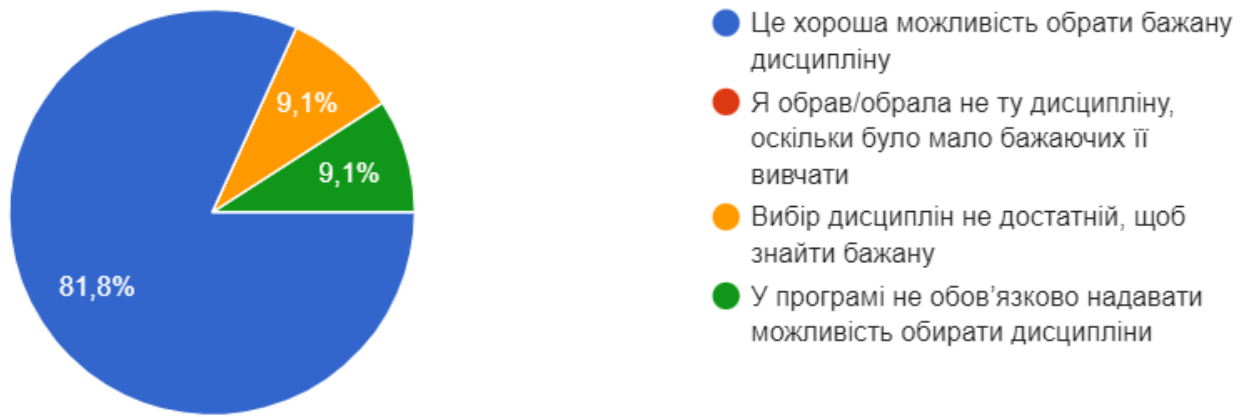 9,1%
9,1%
81,8%
Це хороша можливість обрати бажану
дисципліну
Я обрав/обрала не ту дисципліну,
оскільки було мало бажаючих її
вивчати
Вибір дисциплін не достатній, щоб
знайти бажану
У програмі не обов’язково надавати
можливість обирати дисципліни